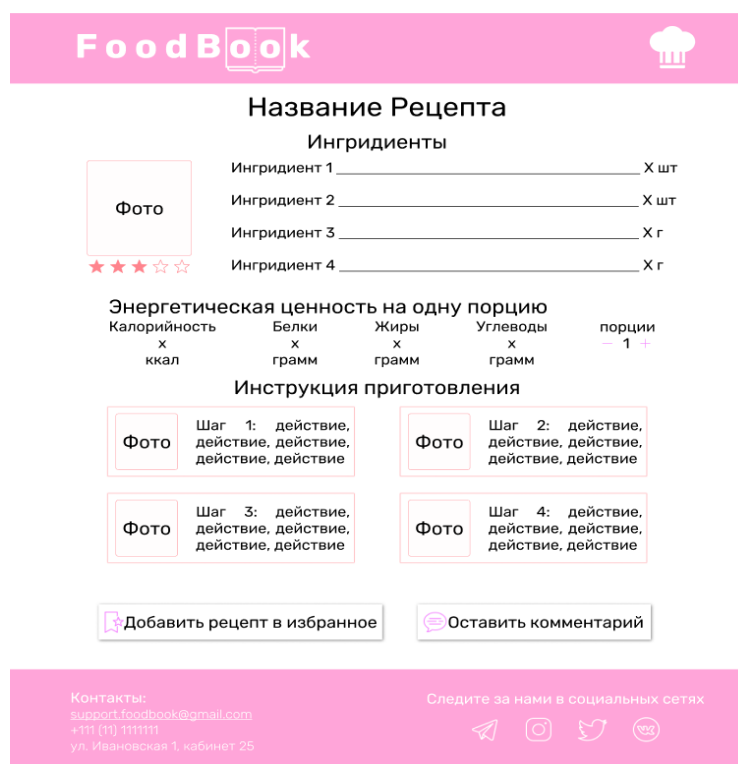 FoodBook
Название Рецепта
Ингридиенты
Фото
Ингридиент 1 X шт
Ингридиент 2 X шт
Ингридиент 3 X г
Ингридиент 4 X г
Энергетическая ценность на одну порцию
Калорийность Белки Жиры Углеводы порции
x x x x — 1 +
ккал грамм грамм грамм
Инструкция приготовления
Фото
Шаг 1: действие,
действие, действие,
действие, действие
Фото
Шаг 2: действие,
действие, действие,
действие, действие
Фото
Шаг 3: действие,
действие, действие,
действие, действие
Фото
Шаг 4: действие,
действие, действие,
действие, действие
Добавить рецепт в избранное
Оставить комментарий
Контакты:
support.foodbook@gmail.com
+111 (11) 1111111
ул. Ивановская 1, кабинет 25
Следите за нами в социальных сетях